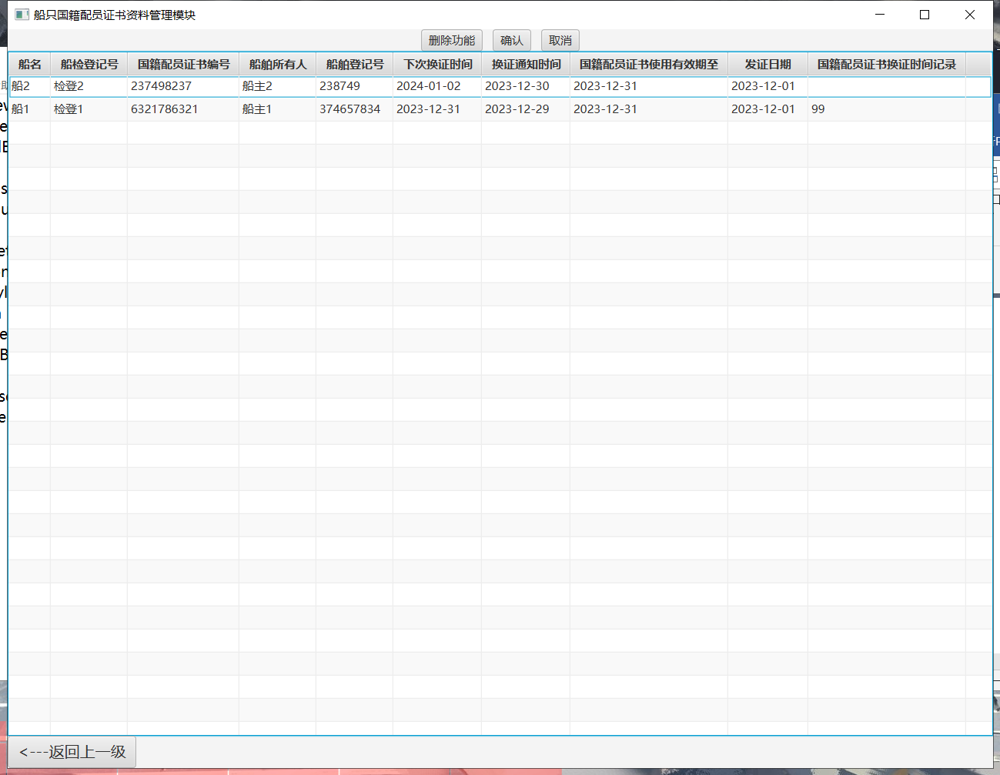 船只国籍配员证书资料管理模块
删除功能 确认 取消
船名 船检登记号 国籍配员证书编号 船舶所有人 船舶登记号 下次换证时间 换证通知时间 国籍配员证书使用有效期至 发证日期 国籍配员证书换证时间记录
船2 检登2 237498237 船主2 238749 2024-01-02 2023-12-30 2023-12-31 2023-12-01
船1 检登1 6321786321 船主1 374657834 2023-12-31 2023-12-29 2023-12-31 2023-12-01 99
<---返回上一级